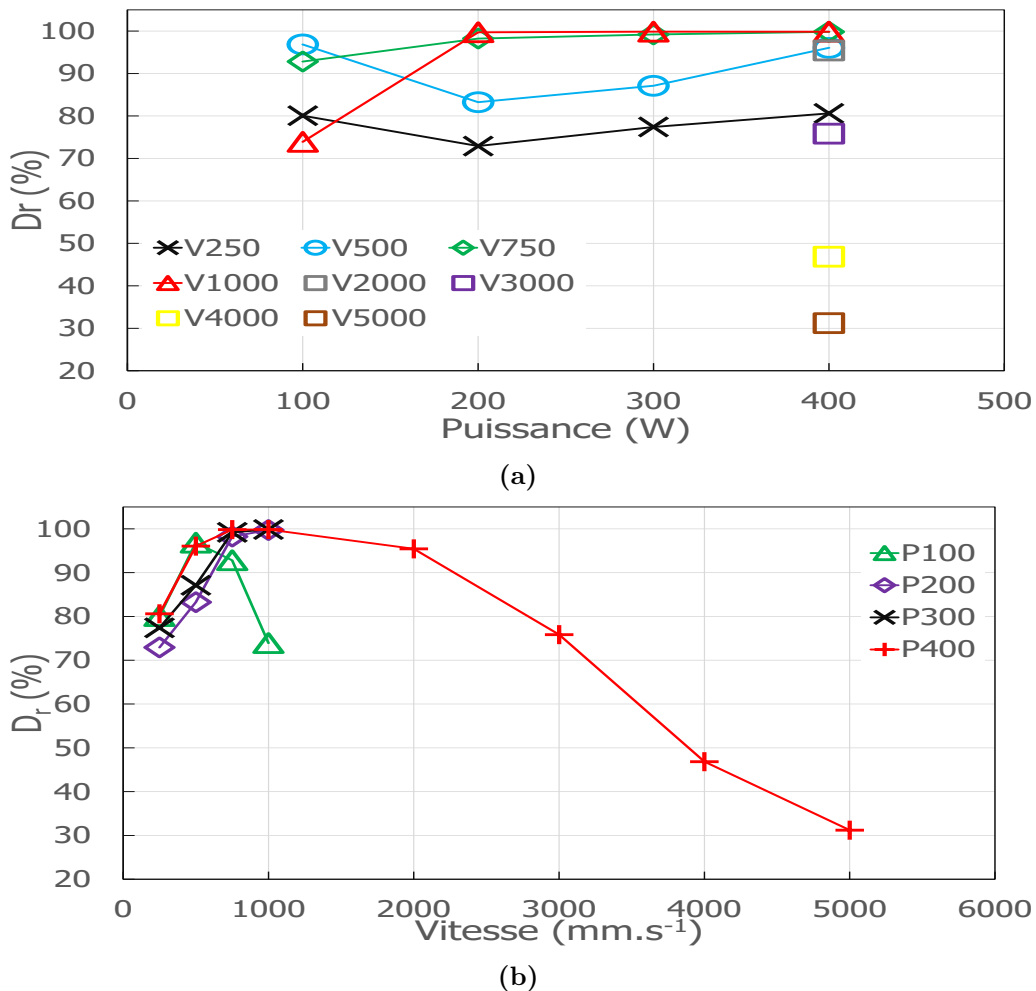 100
90
80
70
60
50
40
30
20
Dr (%)
V250 V500 V750
V1000 V2000 V3000
V4000 V5000
0 100 200 300 400 500
Puissance (W)
(a)
100
90
80
70
60
50
40
30
20
Dr (%)
P100
P200
P300
P400
0 1000 2000 3000 4000 5000 6000
Vitesse (mm.s-1)
(b)